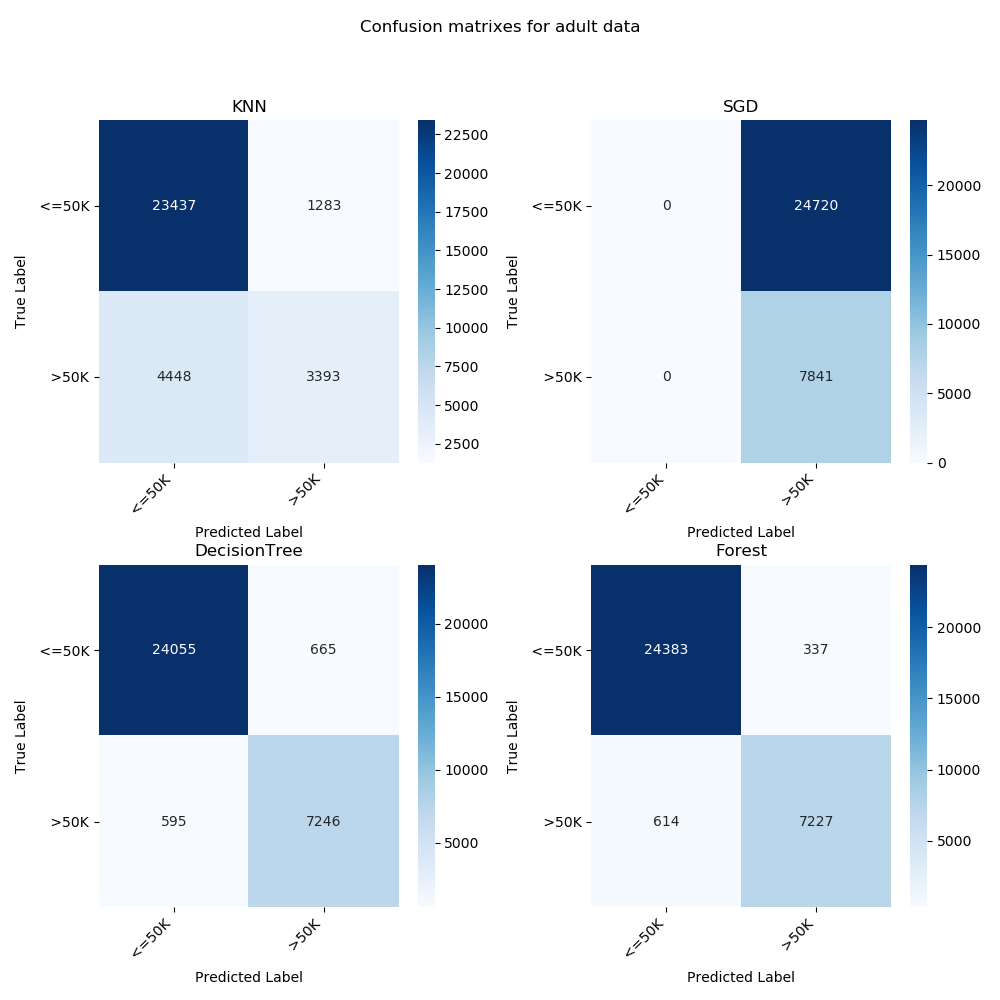 Confusion matrixes for adult data
KNN
22500
20000
17500
15000
12500
10000
7500
5000
2500
<=50K
23437
1283
>50K
4448
3393
True Label
<=50K
>50K
Predicted Label
SGD
20000
15000
10000
5000
0
<=50K
0
24720
>50K
0
7841
True Label
<=50K
>50K
Predicted Label
DecisionTree
20000
15000
10000
5000
<=50K
24055
665
>50K
595
7246
True Label
<=50K
>50K
Predicted Label
Forest
20000
15000
10000
5000
<=50K
24383
337
>50K
614
7227
True Label
<=50K
>50K
Predicted Label